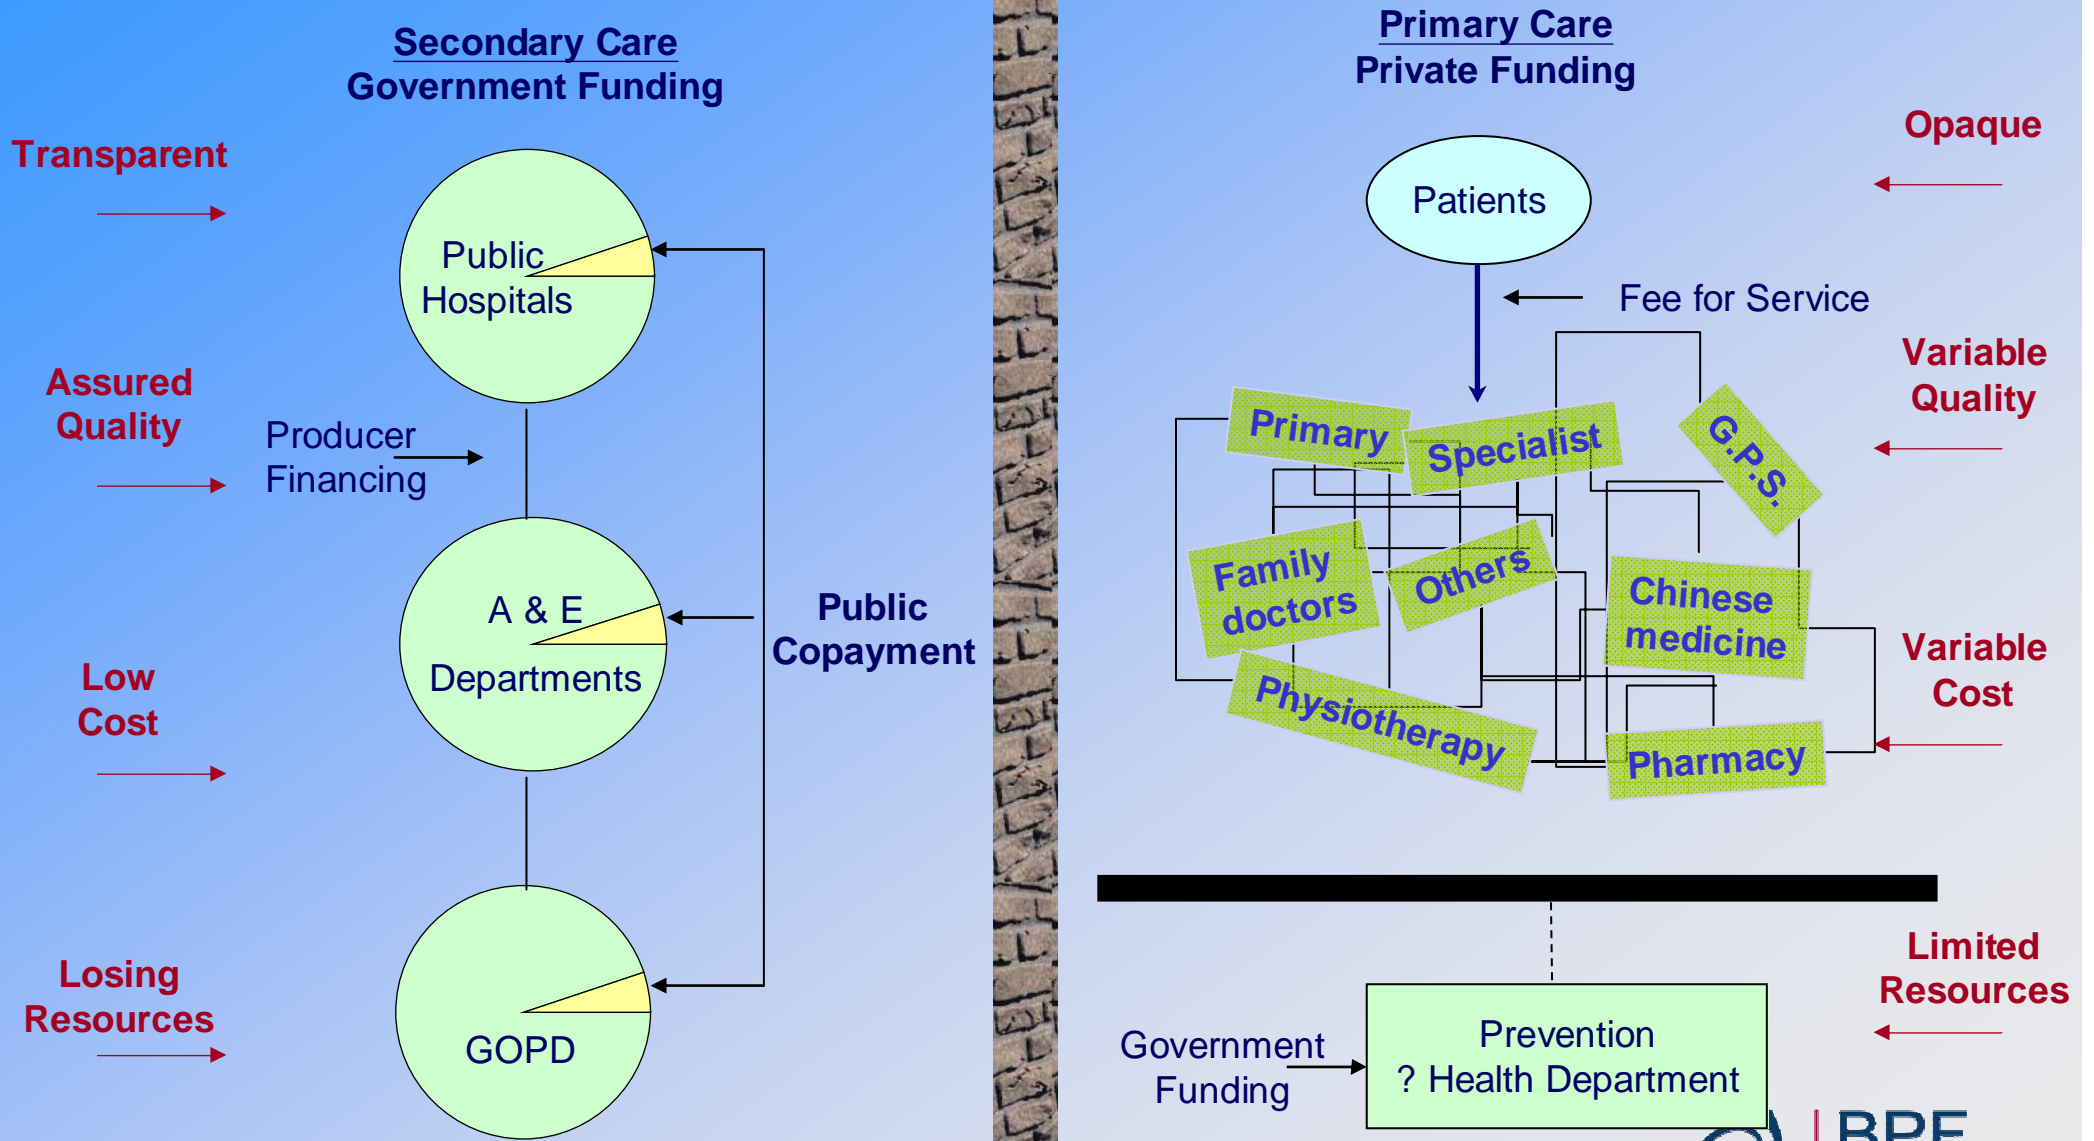 Secondary Care
Government Funding
Transparent
Public
Hospitals
Assured
Quality
Producer
Financing
A & E
Departments
Public
Copayment
Low
Cost
Losing
Resources
GOPD
Primary Care
Private Funding
Opaque
Patients
Fee for Service
Variable
Quality
Primary
Specialist
G.P.S.
Family
doctors
Others
Chinese
medicine
Variable
Cost
Physiotherapy
Pharmacy
Limited
Resources
Government
Funding
Prevention
? Health Department